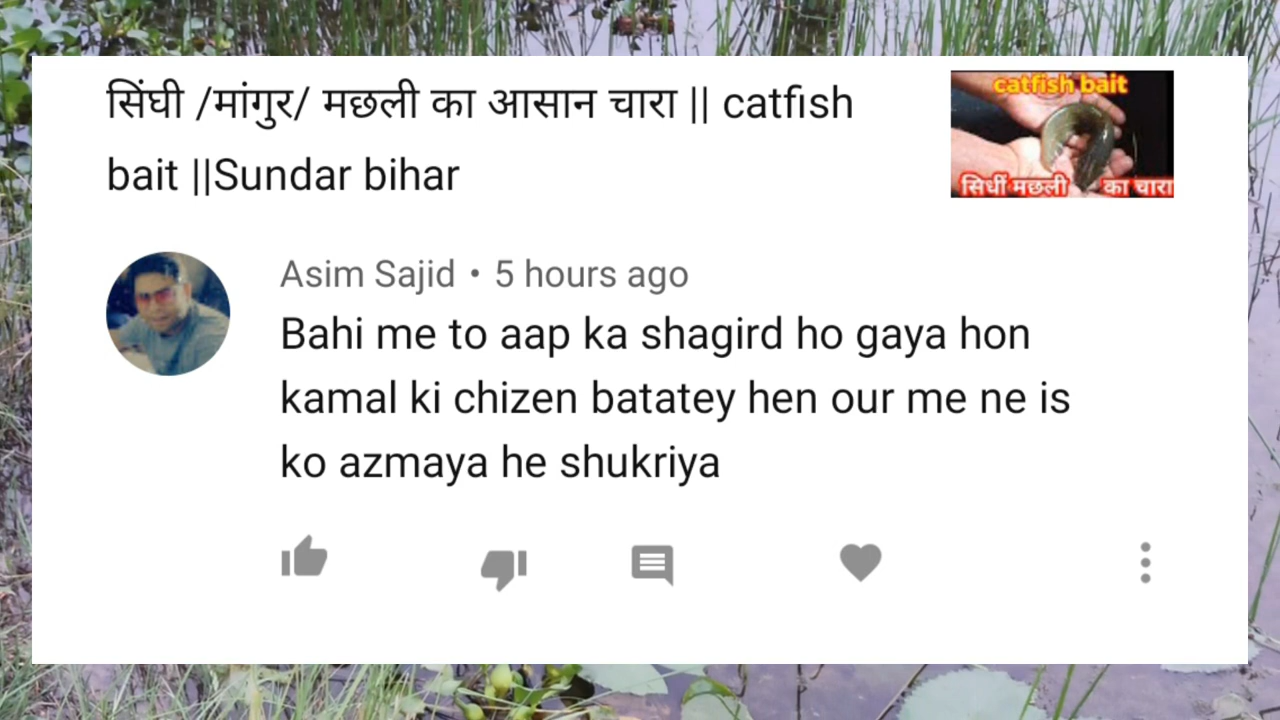 सिंघी /मांगुर/ मछली का आसान चारा || catfish
bait ||Sundar bihar
catfish bait
सिधीं मछली का चारा
Asim Sajid • 5 hours ago
Bahi me to aap ka shagird ho gaya hon
kamal ki chizen batatey hen our me ne is
ko azmaya he shukriya